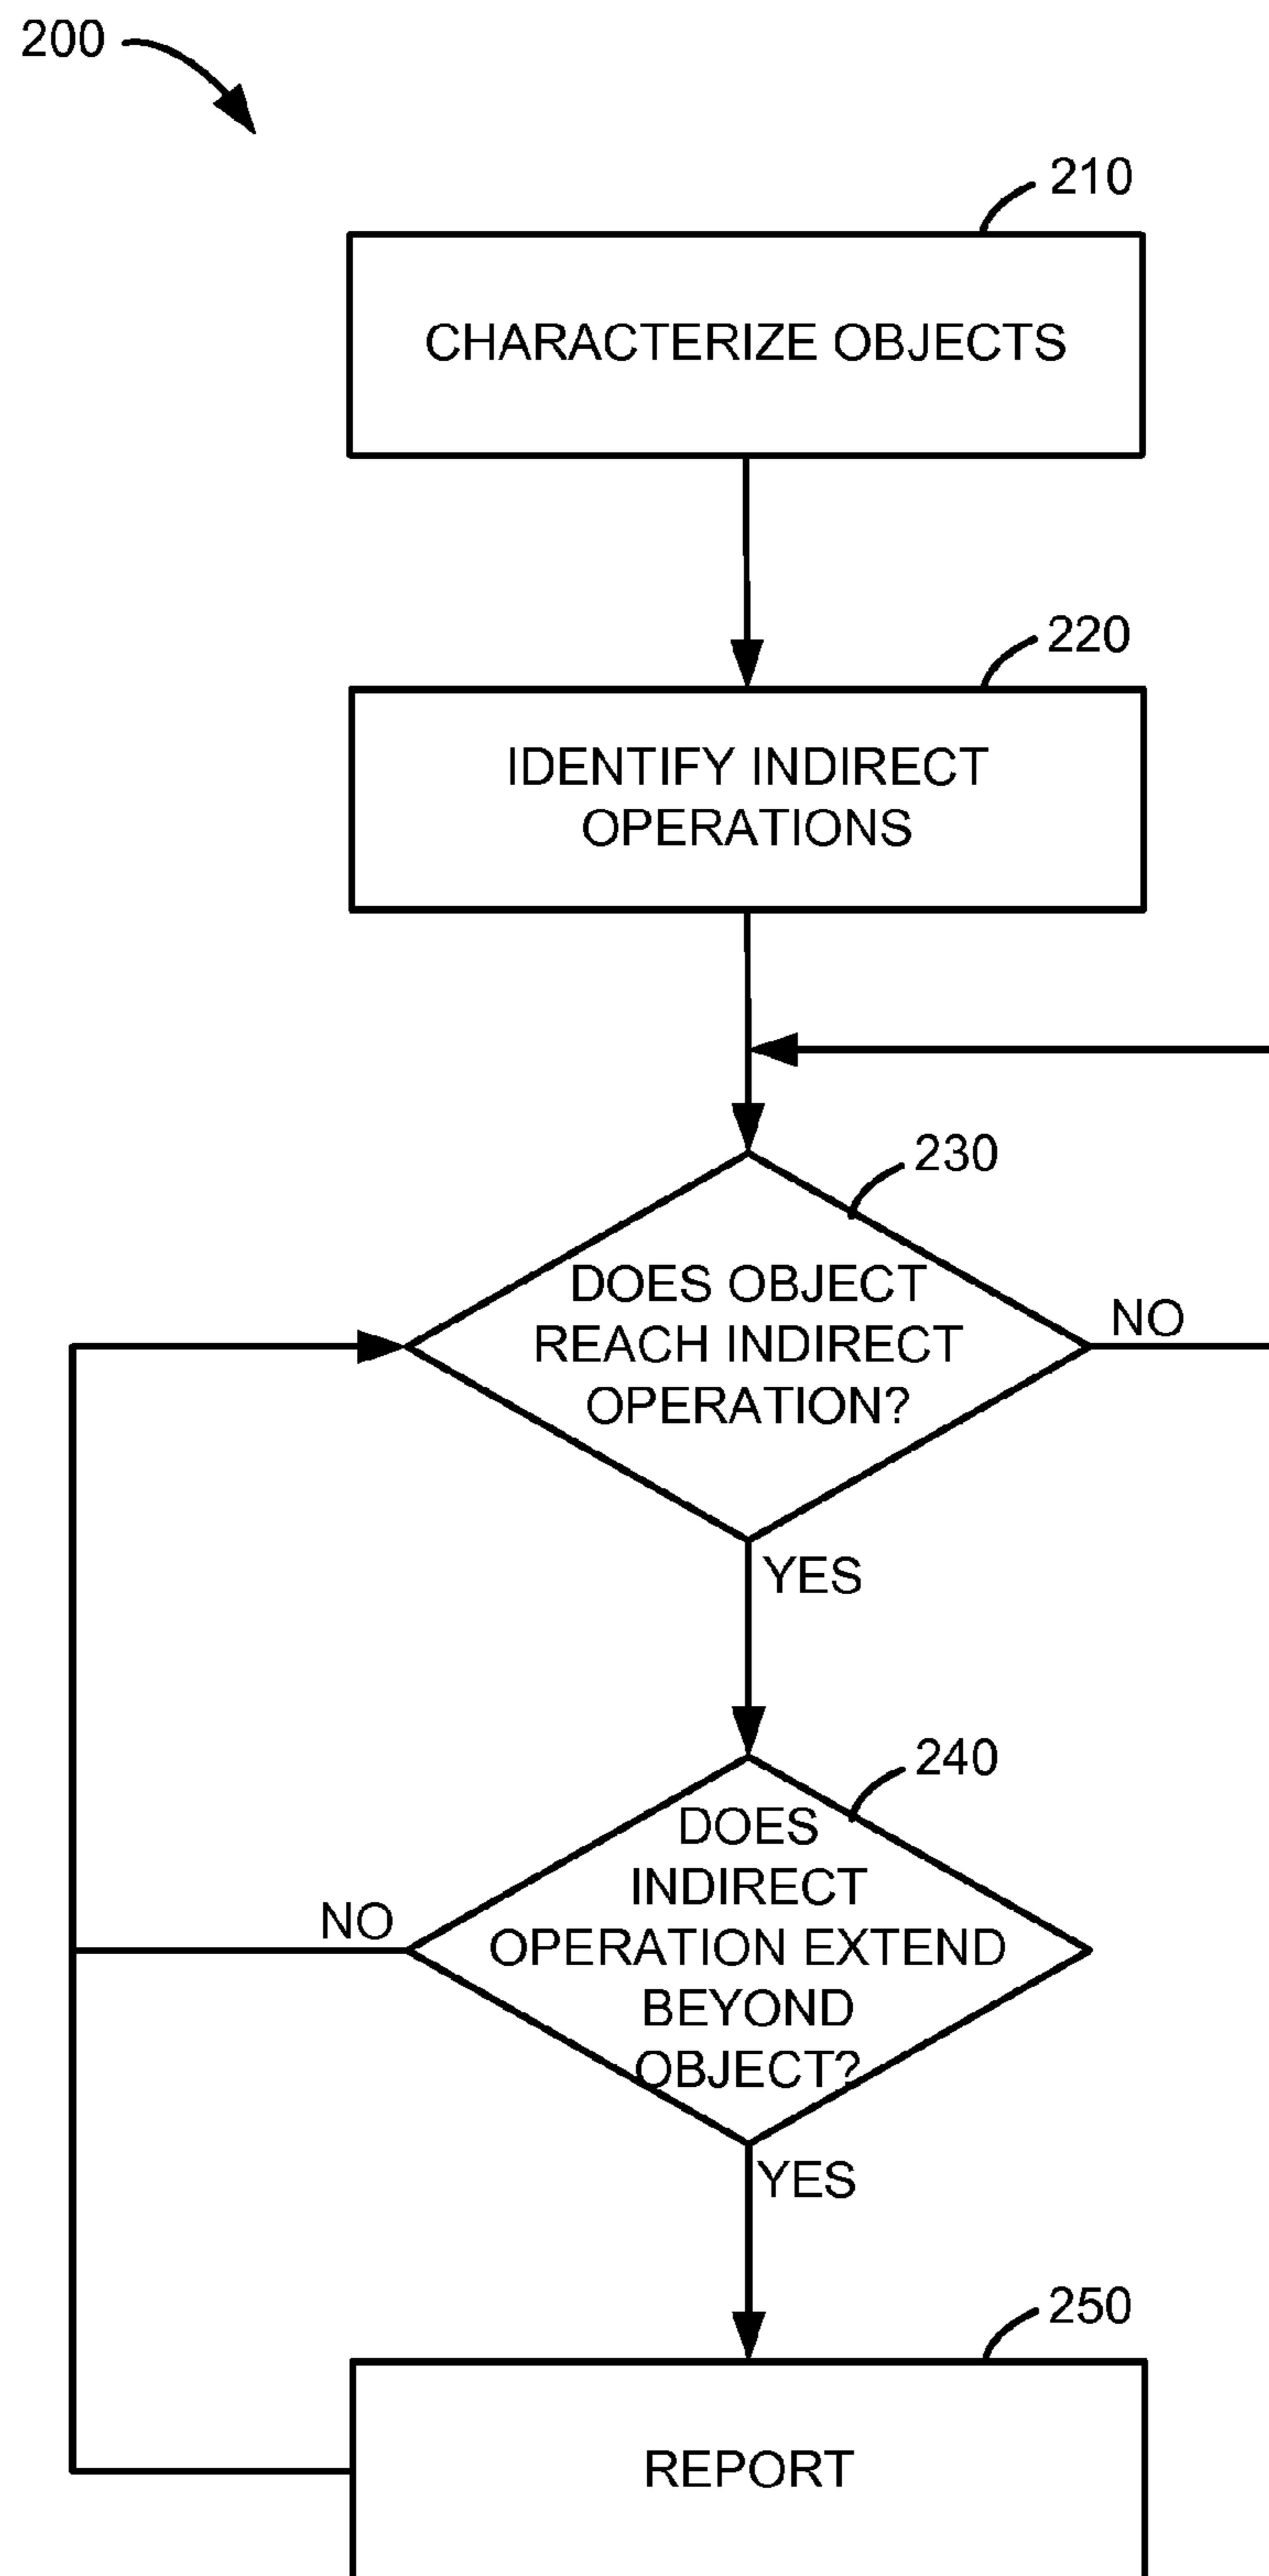 200
210
CHARACTERIZE OBJECTS
220
IDENTIFY INDIRECT
OPERATIONS
230
DOES OBJECT
REACH INDIRECT
OPERATION?
NO
YES
240
DOES
INDIRECT
OPERATION EXTEND
BEYOND
OBJECT?
NO
YES
250
REPORT